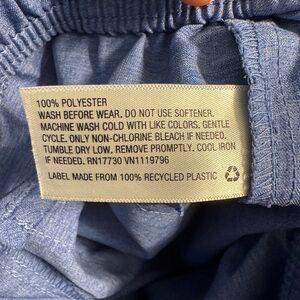 100% POLYESTER
WASH BEFORE WEAR. DO NOT USE SOFTENER.
MACHINE WASH COLD WITH LIKE COLORS. GENTLE
CYCLE. ONLY NON-CHLORINE BLEACH IF NEEDED.
TUMBLE DRY LOW. REMOVE PROMPTLY. COOL IRON
IF NEEDED. RN17730 VN1119796
LABEL MADE FROM 100% RECYCLED PLASTIC